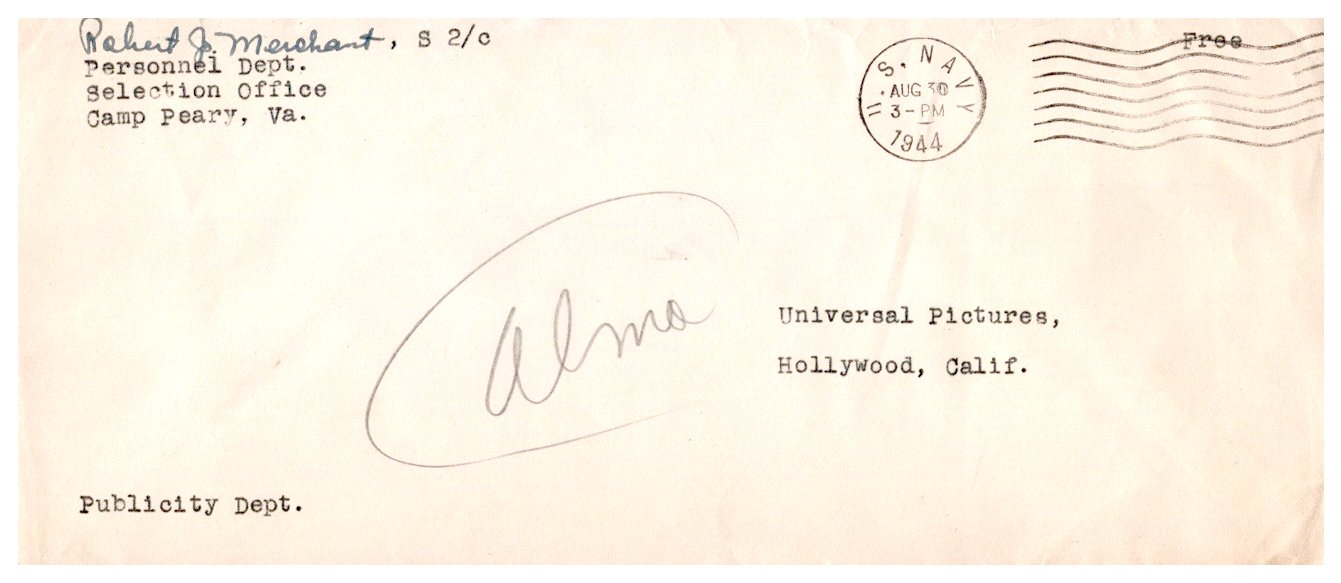 Robert J. Merchant, S 2/c
Personnel Dept.
Selection Office
Camp Peary, Va.
U.S. NAVY
AUG 30
3-PM
1944
Free
Alma
Universal Pictures,
Hollywood, Calif.
Publicity Dept.